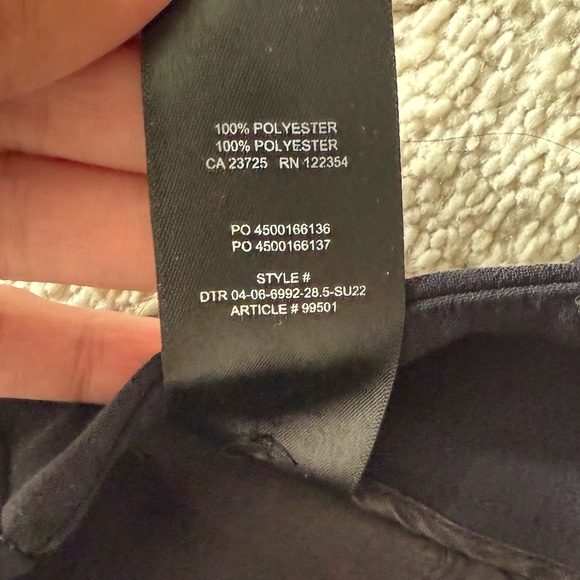 100% POLYESTER
100% POLYESTER
CA 23725 RN 122354
PO 4500166136
PO 4500166137
STYLE #
DTR 04-06-6992-28.5-SU22
ARTICLE # 99501